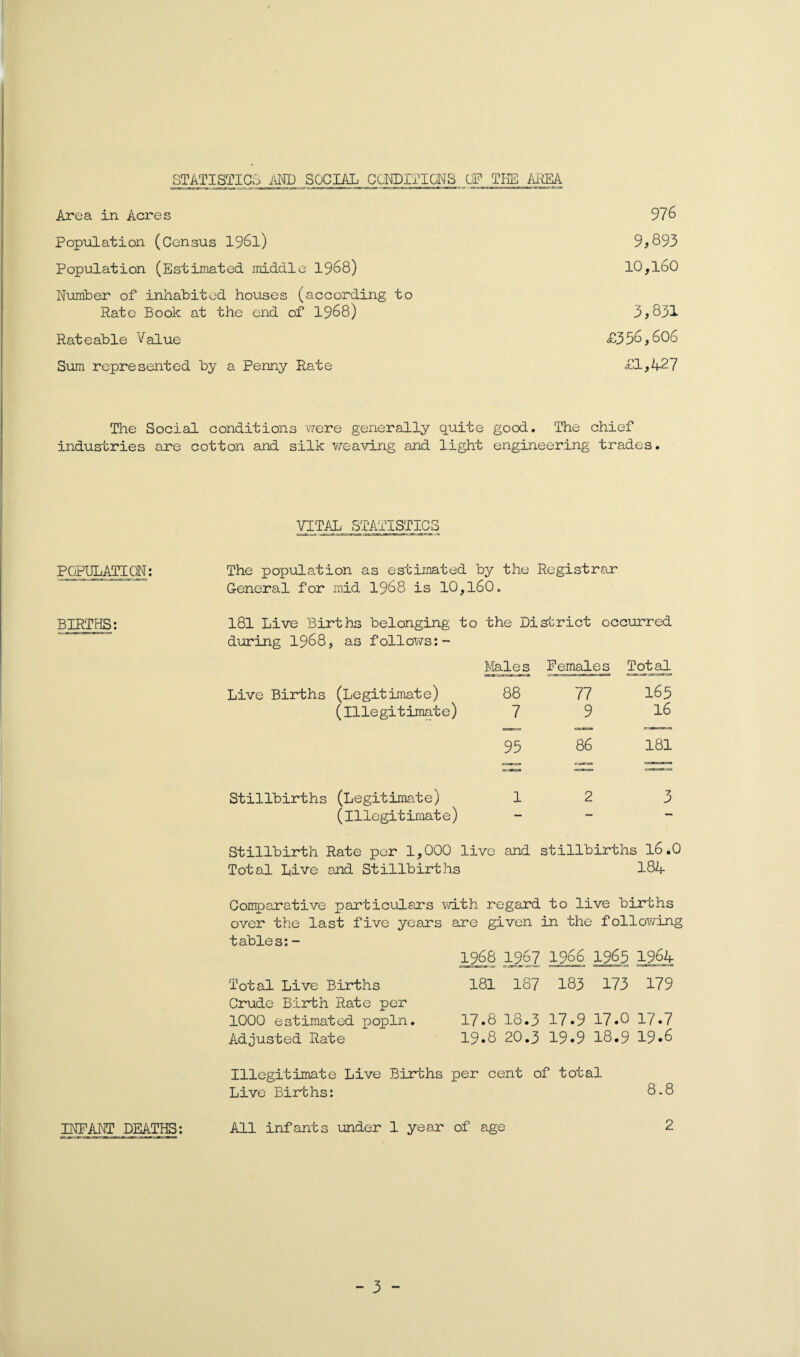 STATISTICS AND SOCIAL CONDITIONS OF THE AREA
Area in Acres 976
Population (Census 1961) 9,893
Population (Estimated middle 1968) 10,160
Number of inhabited houses (according to
Rate Book at the end of 1968) 3,831
Rateable Value £356,606
Sum represented by a Penny Rate £1,427
The Social conditions were generally quite good. The chief
industries are cotton and silk weaving and light engineering trades.
VITAL STATISTICS
POPULATION: The population as estimated by the Registrar
General for mid 1968 is 10,160.
BIRTHS: 181 Live Births belonging to the District occurred
during 1968, as follows:-
Males Females Total
Live Births (Legitimate) 88 77 165
(Illegitimate) 7 9 16
95 86 181
Stillbirths (Legitimate) 1 2 3
(Illegitimate) - - -
Stillbirth Rate per 1,000 live and stillbirths 16.0
Total Live and Stillbirths 184
Comparative particulars with regard to live births
over the last five years are given in the following
tables:-
1968 1967 1966 1965 1964
Total Live Births 181 187 183 173 179
Crude Birth Rate per
1000 estimated popln. 17.8 18.3 17.9 17.0 17.7
Adjusted Rate 19.8 20.3 19.9 18.9 19.6
Illegitimate Live Births per cent of total
Live Births: 8.8
INFANT DEATHS: All infants under 1 year of age 2
- 3 -